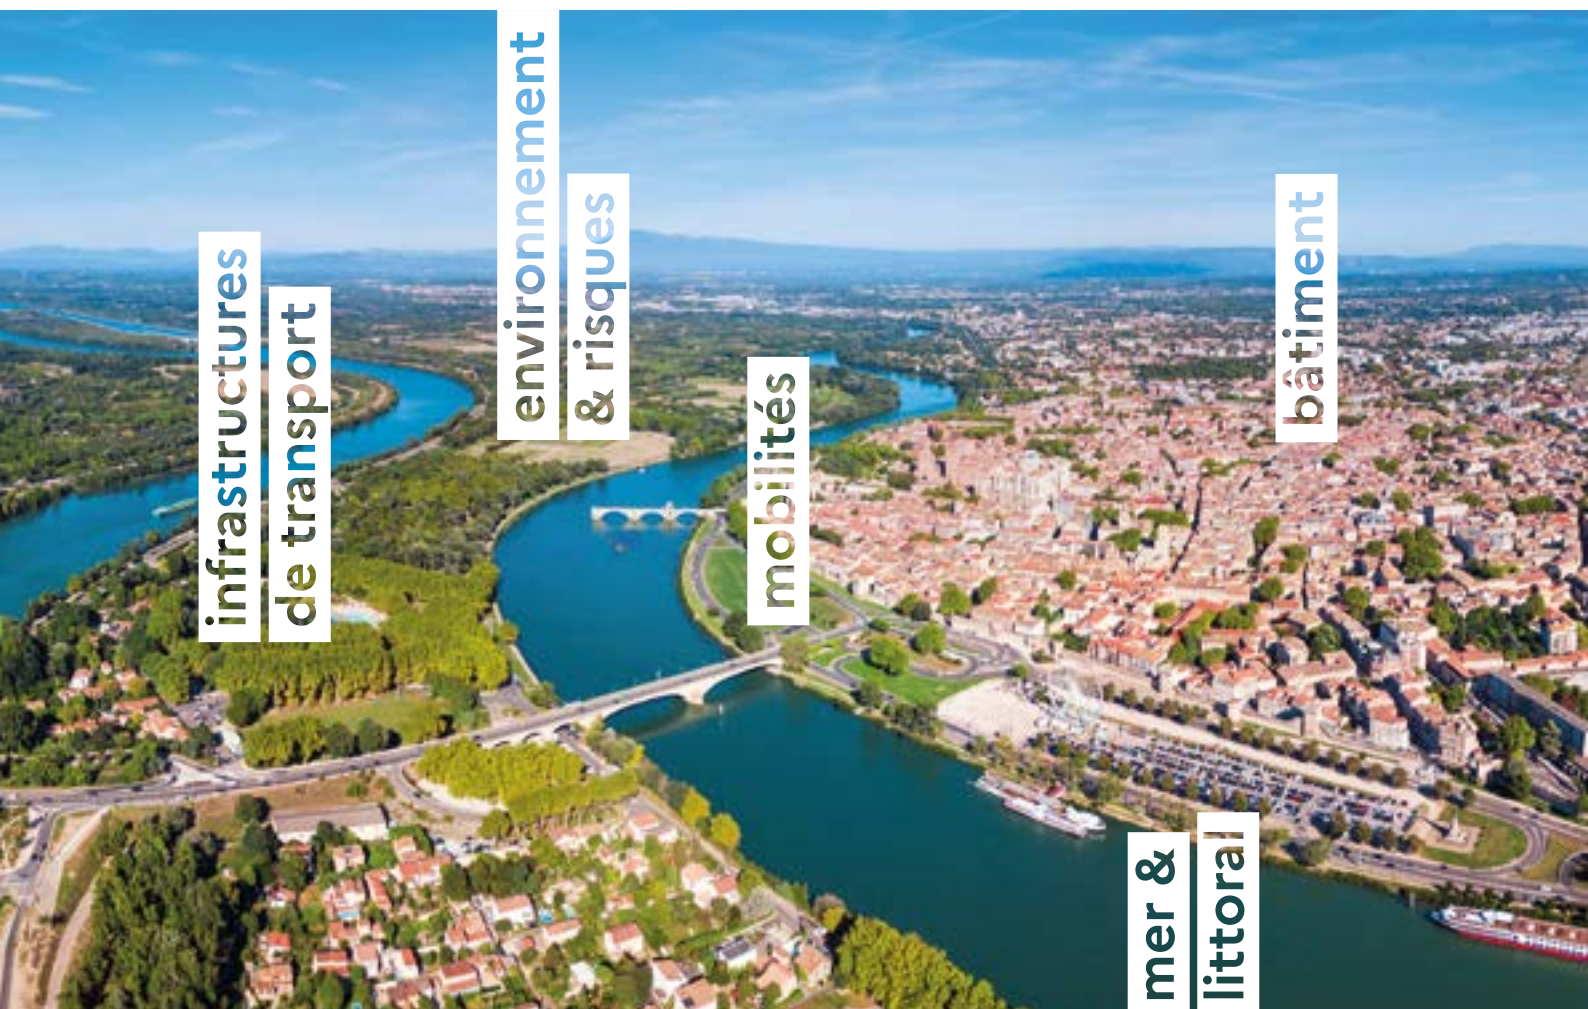 infrastructures
de transport
environnement
& risques
mobilités
bâtiment
mer &
littoral